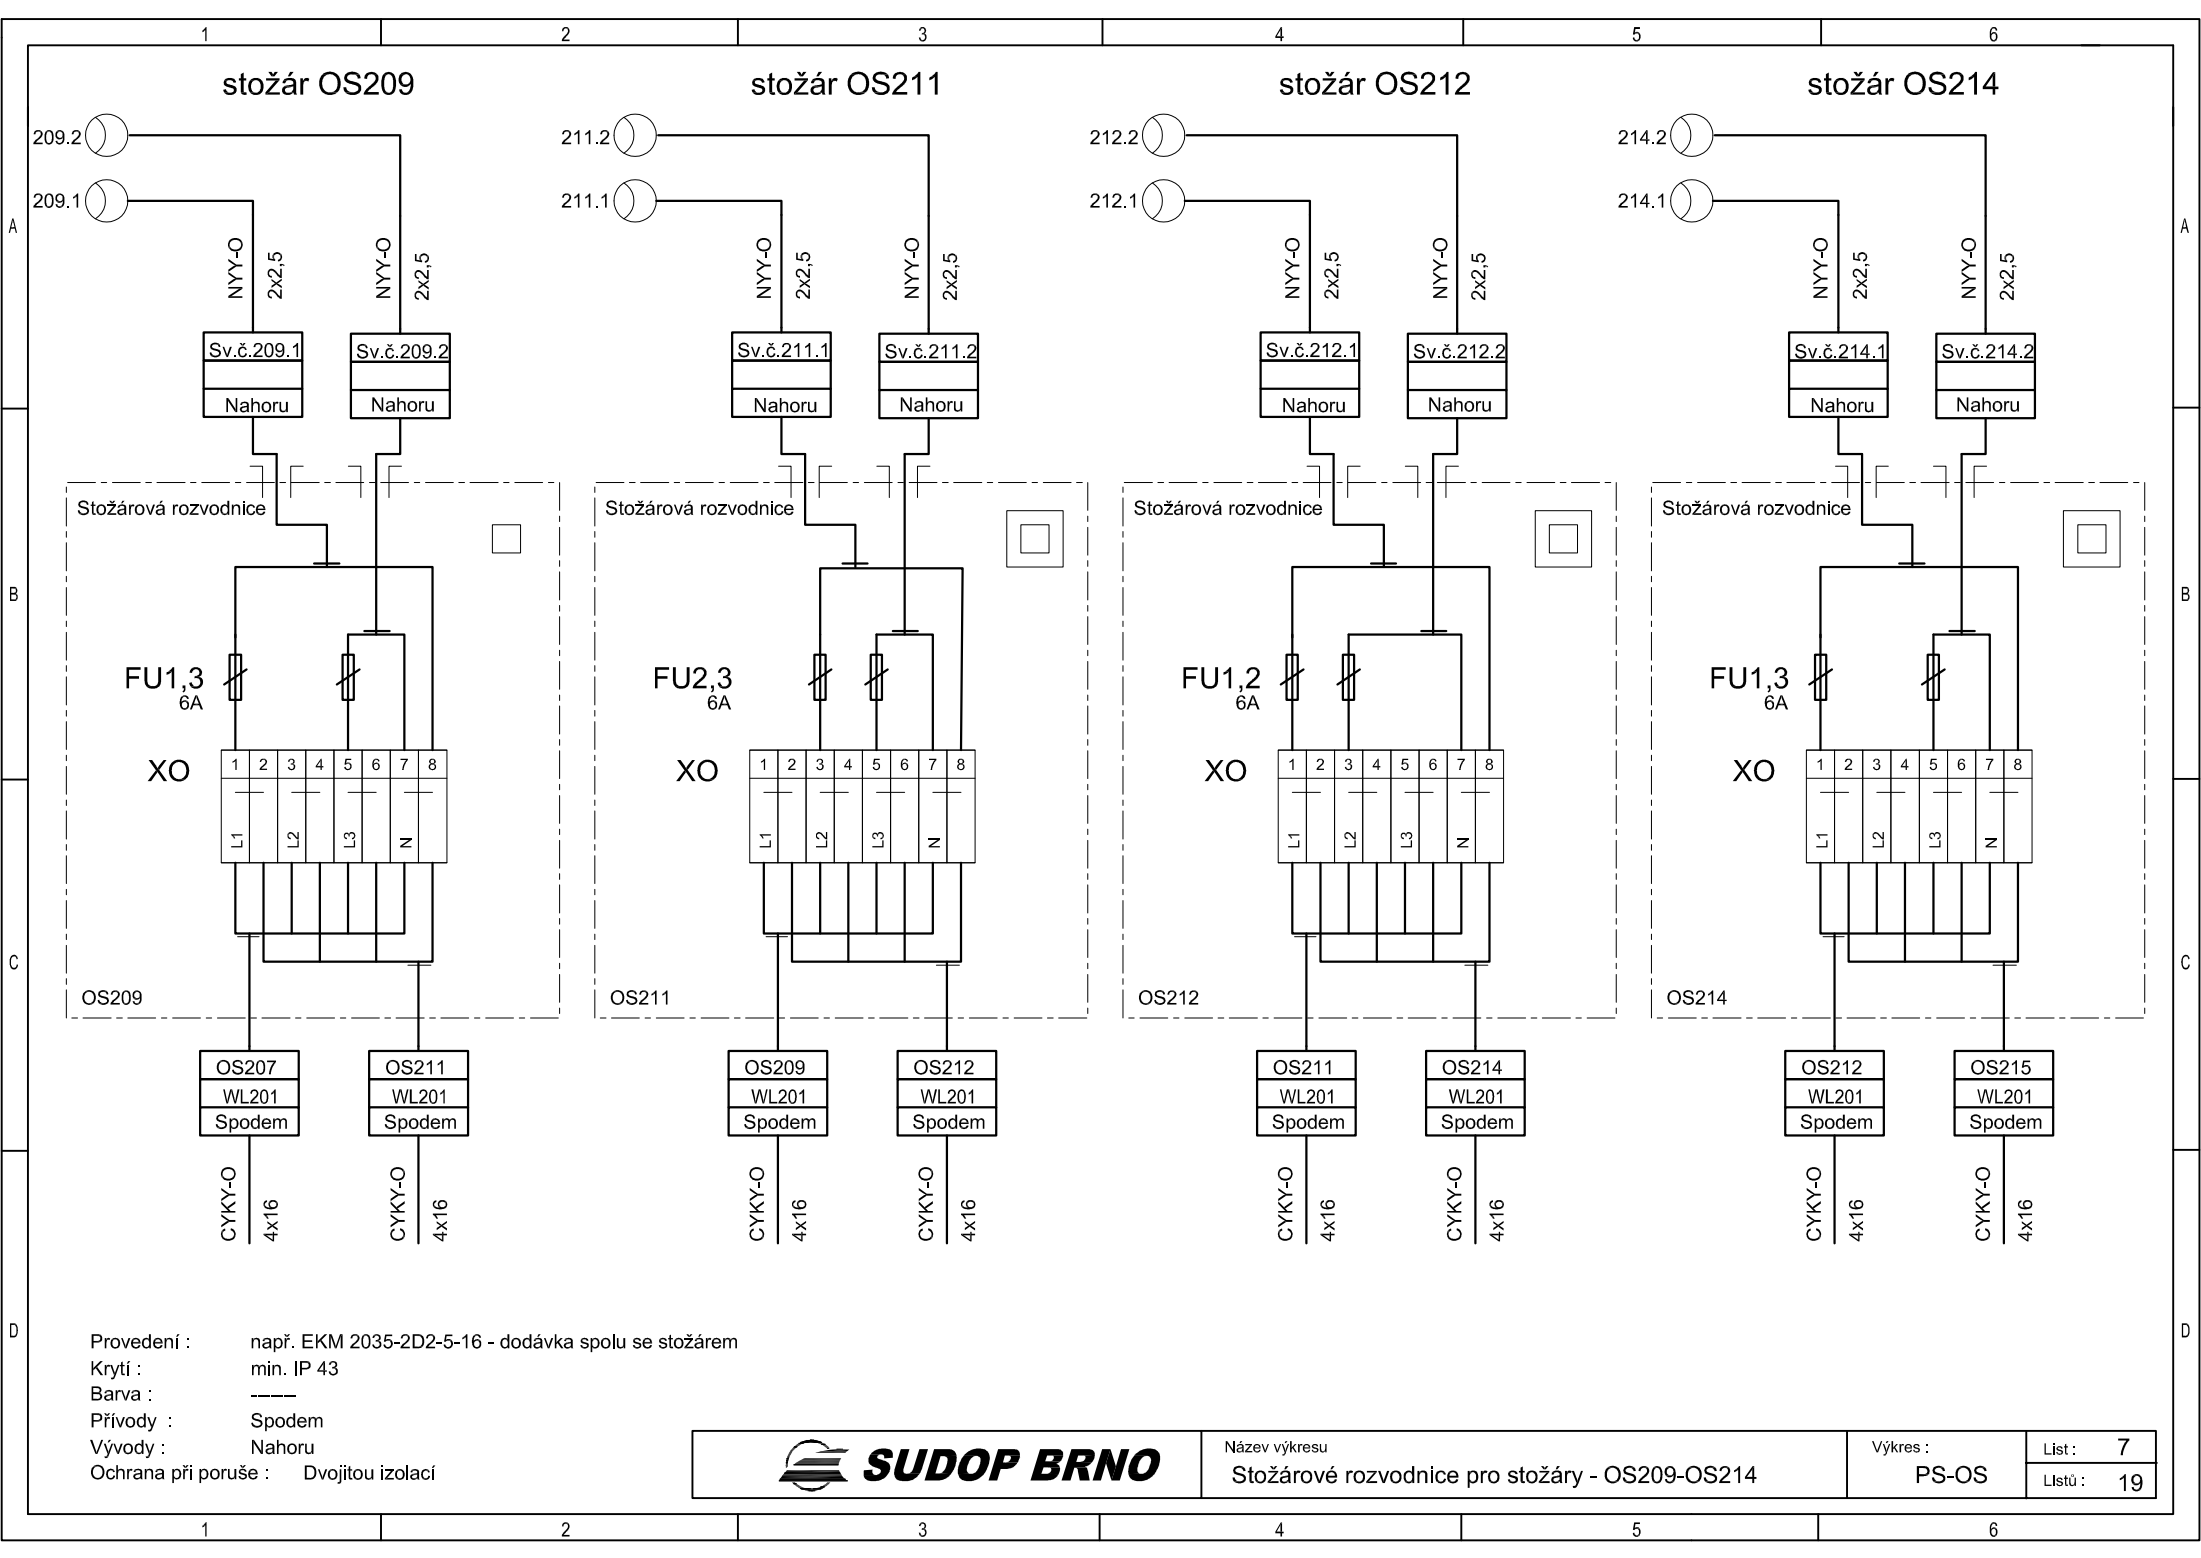 1 2 3 4 5 6
stožár OS209
stožár OS211
stožár OS212
stožár OS214
209.2
209.1
NYY-O
2x2,5
NYY-O
2x2,5
Sv.č.209.1
Nahoru
Sv.č.209.2
Nahoru
211.2
211.1
NYY-O
2x2,5
NYY-O
2x2,5
Sv.č.211.1
Nahoru
Sv.č.211.2
Nahoru
212.2
212.1
NYY-O
2x2,5
NYY-O
2x2,5
Sv.č.212.1
Nahoru
Sv.č.212.2
Nahoru
214.2
214.1
NYY-O
2x2,5
NYY-O
2x2,5
Sv.č.214.1
Nahoru
Sv.č.214.2
Nahoru
A
A
Stožárová rozvodnice
FU1,3
6A
XO
1 2 3 4 5 6 7 8
L1 L2 L3 N
OS209
Stožárová rozvodnice
FU2,3
6A
XO
1 2 3 4 5 6 7 8
L1 L2 L3 N
OS211
Stožárová rozvodnice
FU1,2
6A
XO
1 2 3 4 5 6 7 8
L1 L2 L3 N
OS212
Stožárová rozvodnice
FU1,3
6A
XO
1 2 3 4 5 6 7 8
L1 L2 L3 N
OS214
B
B
C
C
OS207
WL201
Spodem
CYKY-O
4x16
OS211
WL201
Spodem
CYKY-O
4x16
OS209
WL201
Spodem
CYKY-O
4x16
OS212
WL201
Spodem
CYKY-O
4x16
OS211
WL201
Spodem
CYKY-O
4x16
OS214
WL201
Spodem
CYKY-O
4x16
OS212
WL201
Spodem
CYKY-O
4x16
OS215
WL201
Spodem
CYKY-O
4x16
D
D
Provedení : např. EKM 2035-2D2-5-16 - dodávka spolu se stožárem
Krytí : min. IP 43
Barva : -------
Přívody : Spodem
Vývody : Nahoru
Ochrana při poruše : Dvojitou izolací
SUDOP BRNO
Název výkresu
Stožárové rozvodnice pro stožáry - OS209-OS214
Výkres :
PS-OS
List : 7
Listů : 19
1 2 3 4 5 6